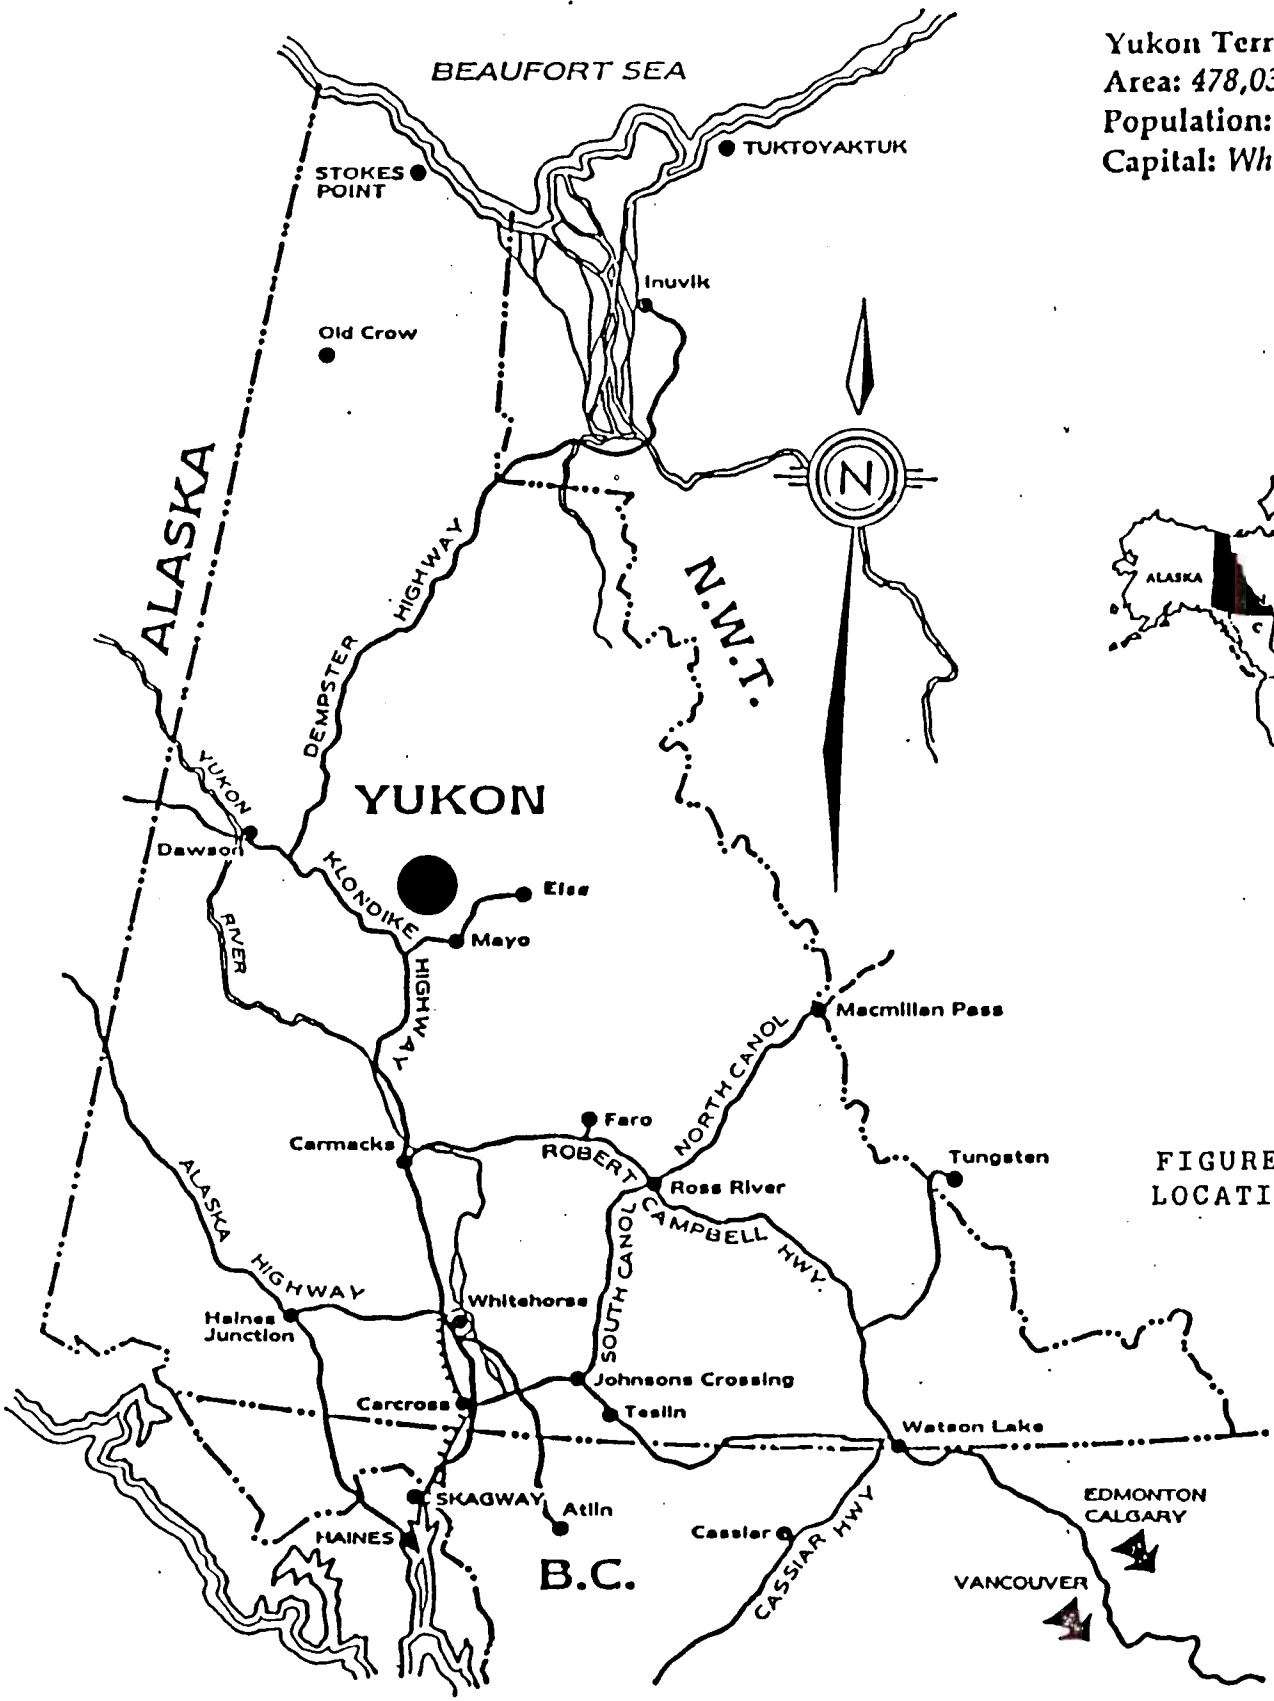 BEAUFORT SEA
Yukon Terr
Area: 478,03
Population:
Capital: Wh
TUKTOYAKTUK
STOKES
POINT
Inuvik
Old Crow
ALASKA
N
DEMPSTER HIGHWAY
N.W.T.
ALASKA
C
YUKON
YUKON RIVER
Dawson
KLONDIKE HIGHWAY
Elsa
Mayo
Macmillan Pass
NORTH CANOL
Faro
Carmacks
ROBERT CAMPBELL HWY.
Ross River
Tungsten
FIGURE
LOCATI
ALASKA HIGHWAY
SOUTH CANOL
Whitehorse
Haines
Junction
Johnsons Crossing
Carcross
Teslin
Watson Lake
SKAGWAY
Atlin
HAINES
Cassiar
CASSIAR HWY
EDMONTON
CALGARY
VANCOUVER
B.C.